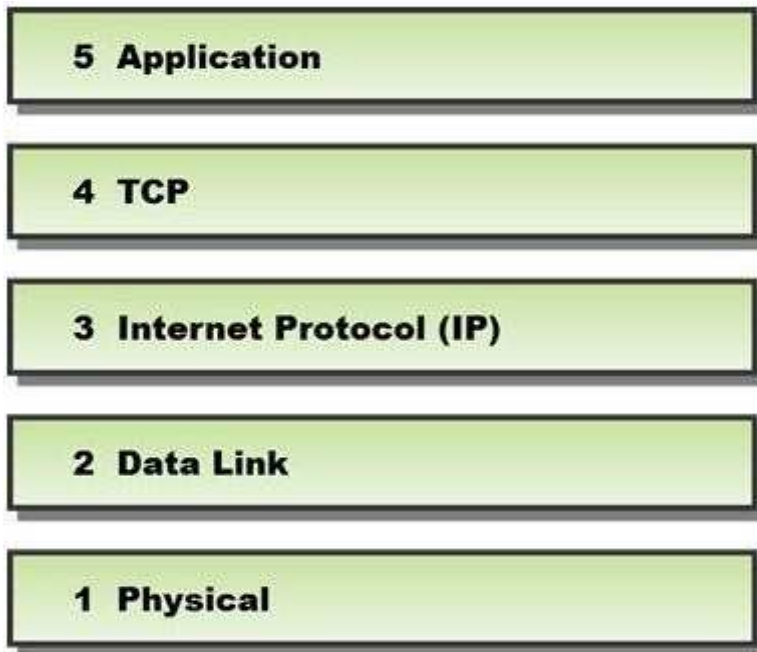 5 Application
4 TCP
3 Internet Protocol (IP)
2 Data Link
1 Physical